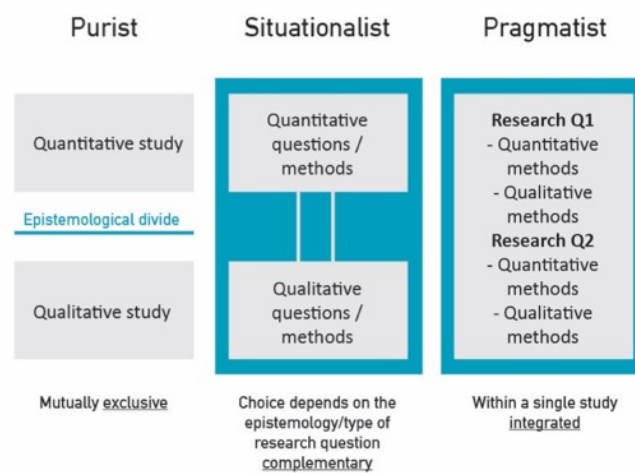 Purist
Quantitative study
Epistemological divide
Qualitative study
Mutually exclusive
Situationalist
Quantitative
questions /
methods
Qualitative
questions /
methods
Choice depends on the
epistemology/type of
research question
complementary
Pragmatist
Research Q1
- Quantitative
methods
- Qualitative
methods
Research Q2
- Quantitative
methods
- Qualitative
methods
Within a single study
integrated